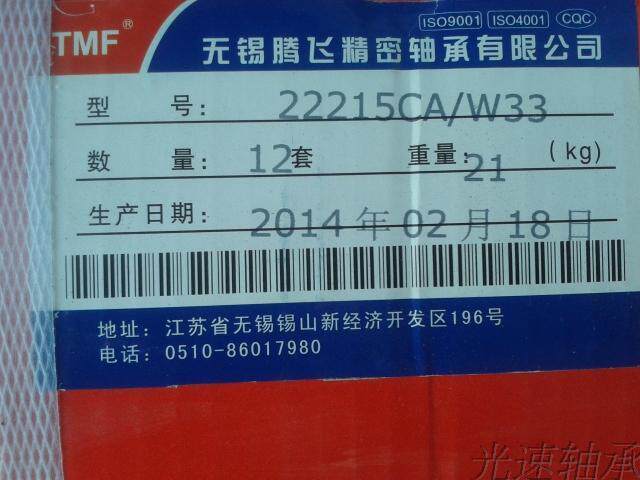 TMF® ISO9001 ISO4001 CQC
无锡腾飞精密轴承有限公司
型 号: 22215CA/W33
数 量: 12套 重量: 21 (kg)
生产日期: 2014年02月18日
地址: 江苏省无锡锡山新经济开发区196号
电话: 0510-86017980
光速轴承